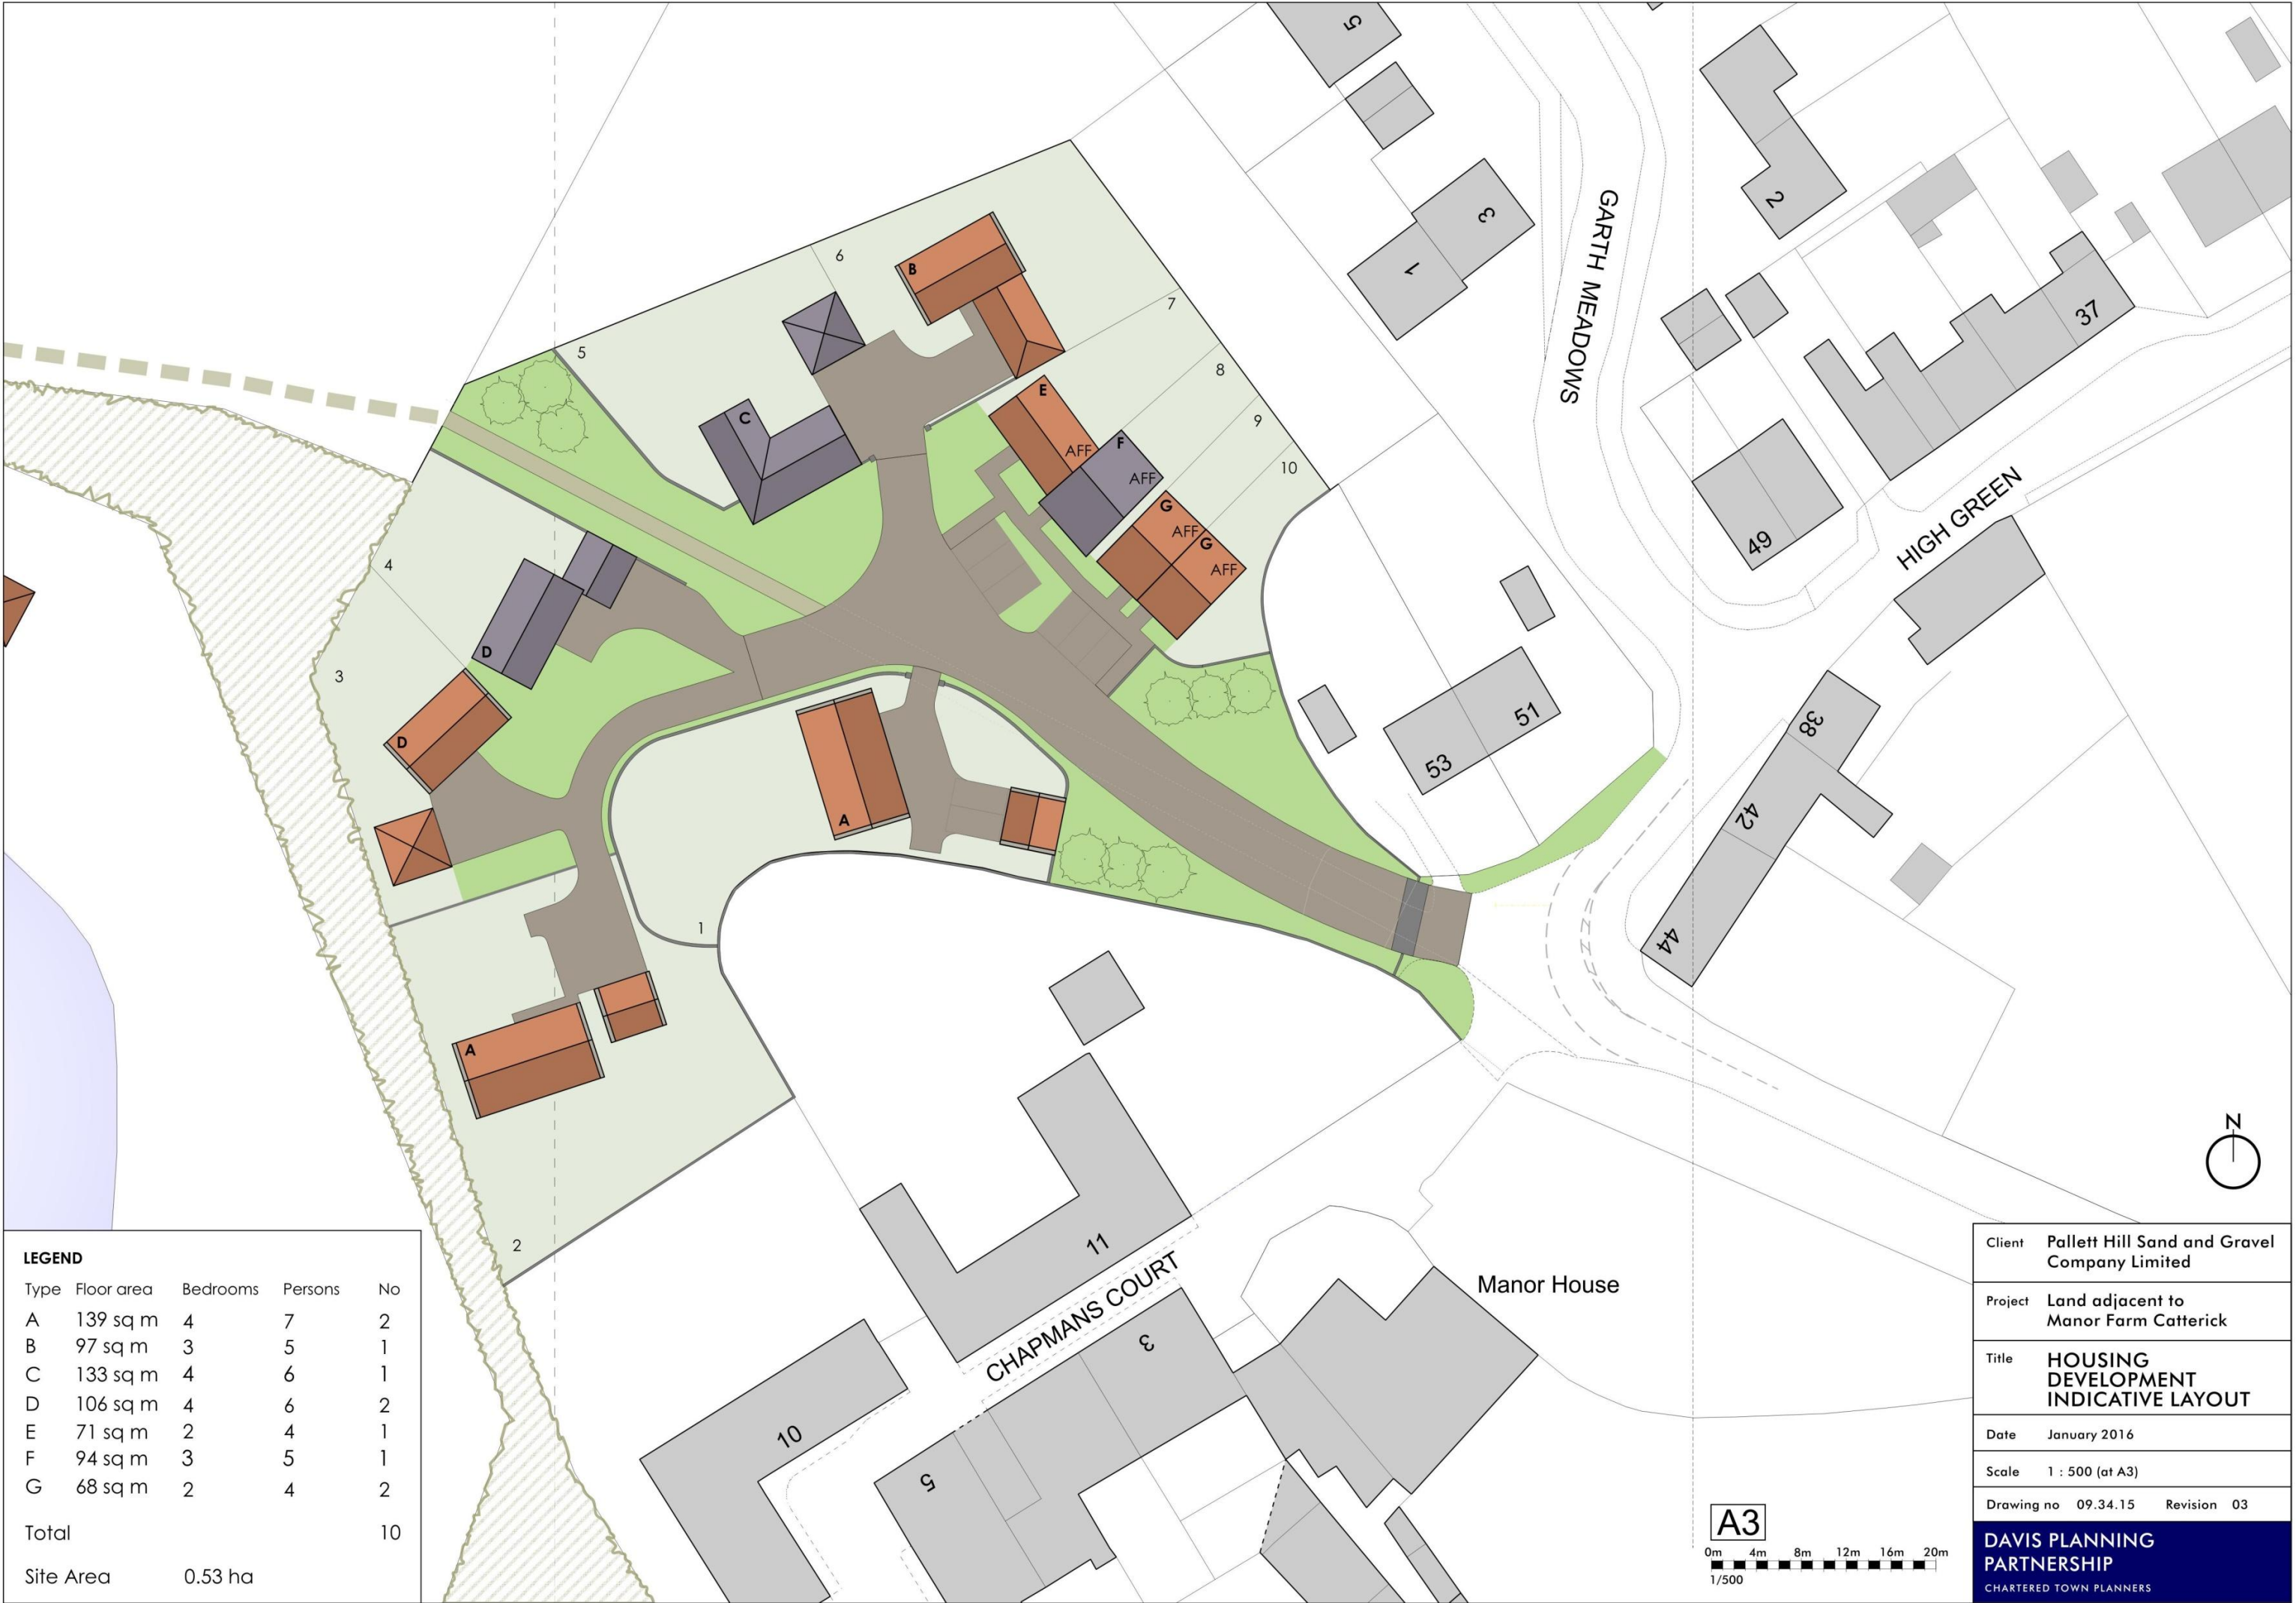 5
1
3
2
GARTH MEADOWS
37
49
HIGH GREEN
51
53
38
42
44
6
B
7
8
9
10
5
C
E
AFF
F
AFF
G
AFF
G
AFF
4
D
3
D
A
1
A
2
11
CHAPMANS COURT
3
10
5
Manor House
N
LEGEND
Type Floor area Bedrooms Persons No
A 139 sq m 4 7 2
B 97 sq m 3 5 1
C 133 sq m 4 6 1
D 106 sq m 4 6 2
E 71 sq m 2 4 1
F 94 sq m 3 5 1
G 68 sq m 2 4 2
Total 10
Site Area 0.53 ha
A3
0m 4m 8m 12m 16m 20m
1/500
Client Pallett Hill Sand and Gravel
Company Limited
Project Land adjacent to
Manor Farm Catterick
Title HOUSING
DEVELOPMENT
INDICATIVE LAYOUT
Date January 2016
Scale 1 : 500 (at A3)
Drawing no 09.34.15 Revision 03
DAVIS PLANNING
PARTNERSHIP
CHARTERED TOWN PLANNERS